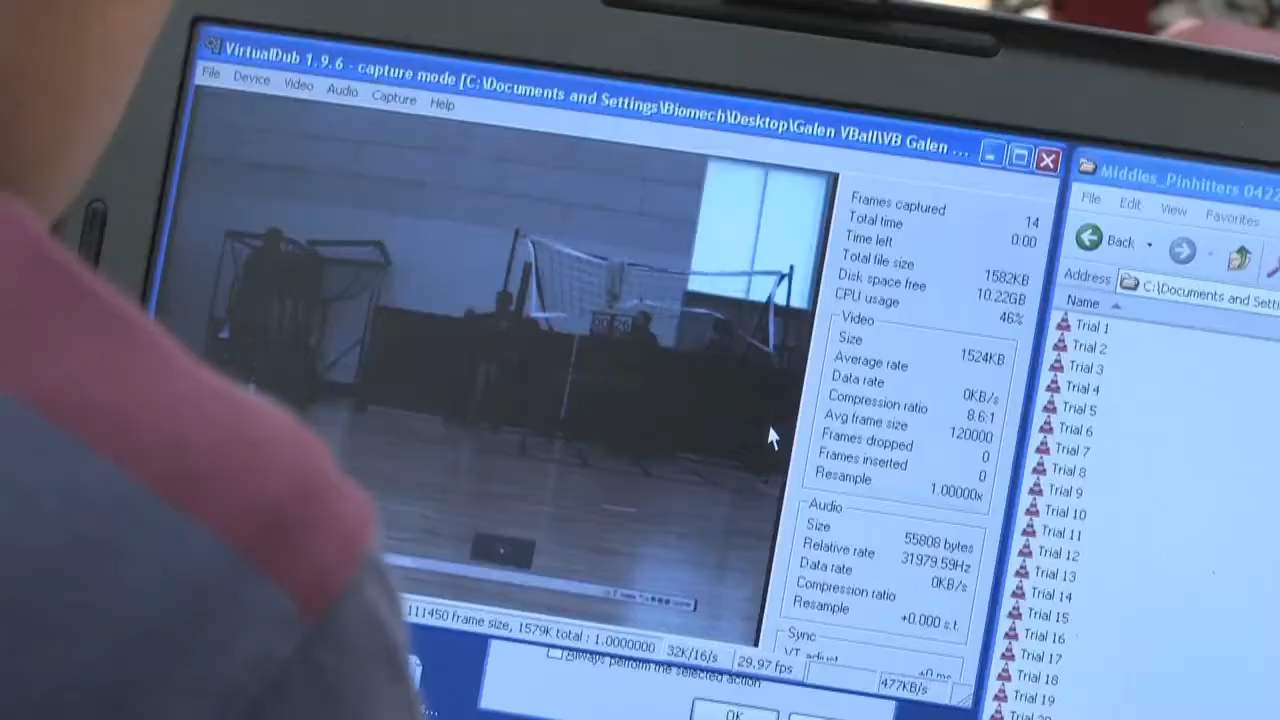 VirtualDub 1.9.6 - capture mode [C:\Documents and Settings\Biomech\Desktop\Galen VBall\VB Galen ...
File Device Video Audio Capture Help
Frames captured 14
Total time 0:00
Time left
Total file size 1582KB
Disk space free 10.22GB
CPU usage 46%
Video
Size 1524KB
Average rate
Data rate 0KB/s
Compression ratio 8.6:1
Avg frame size 120000
Frames dropped 0
Frames inserted 0
Resample 1.00000x
Audio
Size 55808 bytes
Relative rate 31979.59Hz
Data rate 0KB/s
Compression ratio
Resample +0.000 s.t.
Sync
VT adjust +0 ms
111450 frame size, 1579K total : 1.0000000 32K/16/s 29.97 fps 477KB/s
Always perform the selected action
OK
Middles_Pinhitters 0422
File Edit View Favorites
Back
Address C:\Documents and Setti
Name
Trial 1
Trial 2
Trial 3
Trial 4
Trial 5
Trial 6
Trial 7
Trial 8
Trial 9
Trial 10
Trial 11
Trial 12
Trial 13
Trial 14
Trial 15
Trial 16
Trial 17
Trial 18
Trial 19
Trial 20